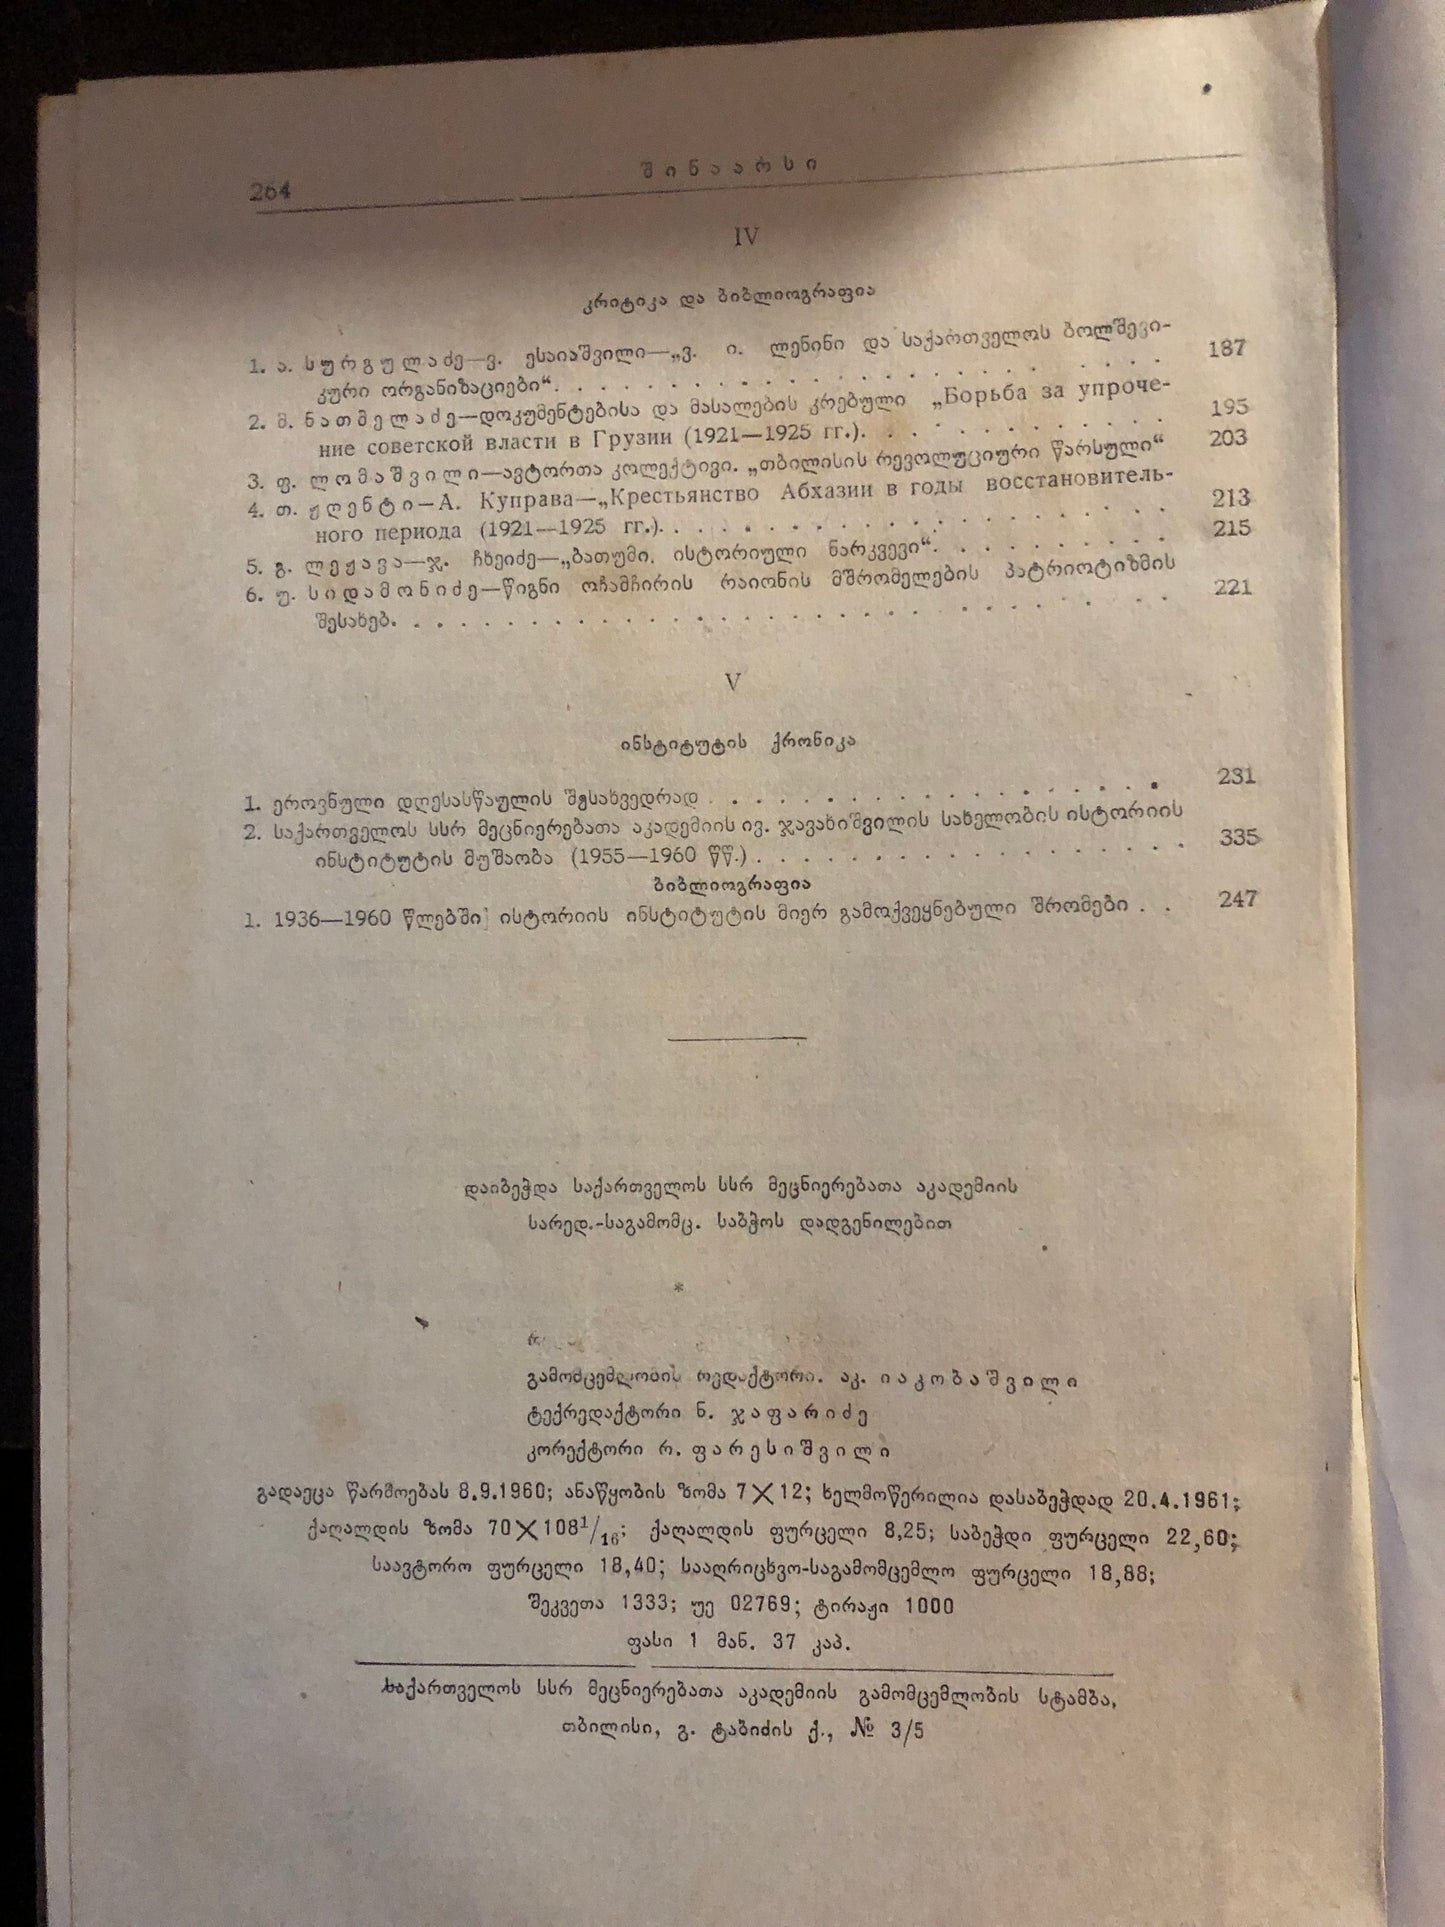 264
შინაარსი
IV
კრიტიკა და ბიბლიოგრაფია
1. ა. სურგულაძე—ვ. ესაიაშვილი—„ვ. ი. ლენინი და საქართველოს ბოლშევი-
კური ორგანიზაციები“. . . . . . . . . . . . . . . . . . . 187
2. მ. ნათმელაძე—დოკუმენტებისა და მასალების კრებული „Борьба за упроче-
ние советской власти в Грузии (1921—1925 гг.). . . . . . . . . . 195
3. ფ. ლომაშვილი—ავტორთა კოლექტივი. „თბილისის რევოლუციური წარსული“ 203
4. თ. ჟღენტი—А. Куправа—„Крестьянство Абхазии в годы восстановитель-
ного периода (1921—1925 гг.). . . . . . . . . . . . . . . . . 213
5. გ. ლეჟავა—ჯ. ჩხეიძე—„ბათუმი. ისტორიული ნარკვევი“. . . . . . . . . 215
6. უ. სიდამონიძე—წიგნი ოჩამჩირის რაიონის მშრომელების პატრიოტიზმის
შესახებ. . . . . . . . . . . . . . . . . . . . . . . . . 221
V
ინსტიტუტის ქრონიკა
1. ეროვნული დღესასწაულის შესახვედრად . . . . . . . . . . . . . . . . 231
2. საქართველოს სსრ მეცნიერებათა აკადემიის ივ. ჯავახიშვილის სახელობის ისტორიის
ინსტიტუტის მუშაობა (1955—1960 წწ.) . . . . . . . . . . . . . . . 335
ბიბლიოგრაფია
1. 1936—1960 წლებში ისტორიის ინსტიტუტის მიერ გამოქვეყნებული შრომები . . 247
დაიბეჭდა საქართველოს სსრ მეცნიერებათა აკადემიის
სარედ.-საგამომც. საბჭოს დადგენილებით
*
გამომცემლობის რედაქტორი. აკ. იაკობაშვილი
ტექრედაქტორი ნ. ჯაფარიძე
კორექტორი რ. ფარესიშვილი
გადაეცა წარმოებას 8.9.1960; ანაწყობის ზომა 7×12; ხელმოწერილია დასაბეჭდად 20.4.1961;
ქაღალდის ზომა 70×108¹/₁₆; ქაღალდის ფურცელი 8,25; საბეჭდი ფურცელი 22,60;
საავტორო ფურცელი 18,40; სააღრიცხვო-საგამომცემლო ფურცელი 18,88;
შეკვეთა 1333; უე 02769; ტირაჟი 1000
ფასი 1 მან. 37 კაპ.
საქართველოს სსრ მეცნიერებათა აკადემიის გამომცემლობის სტამბა,
თბილისი, გ. ტაბიძის ქ., № 3/5